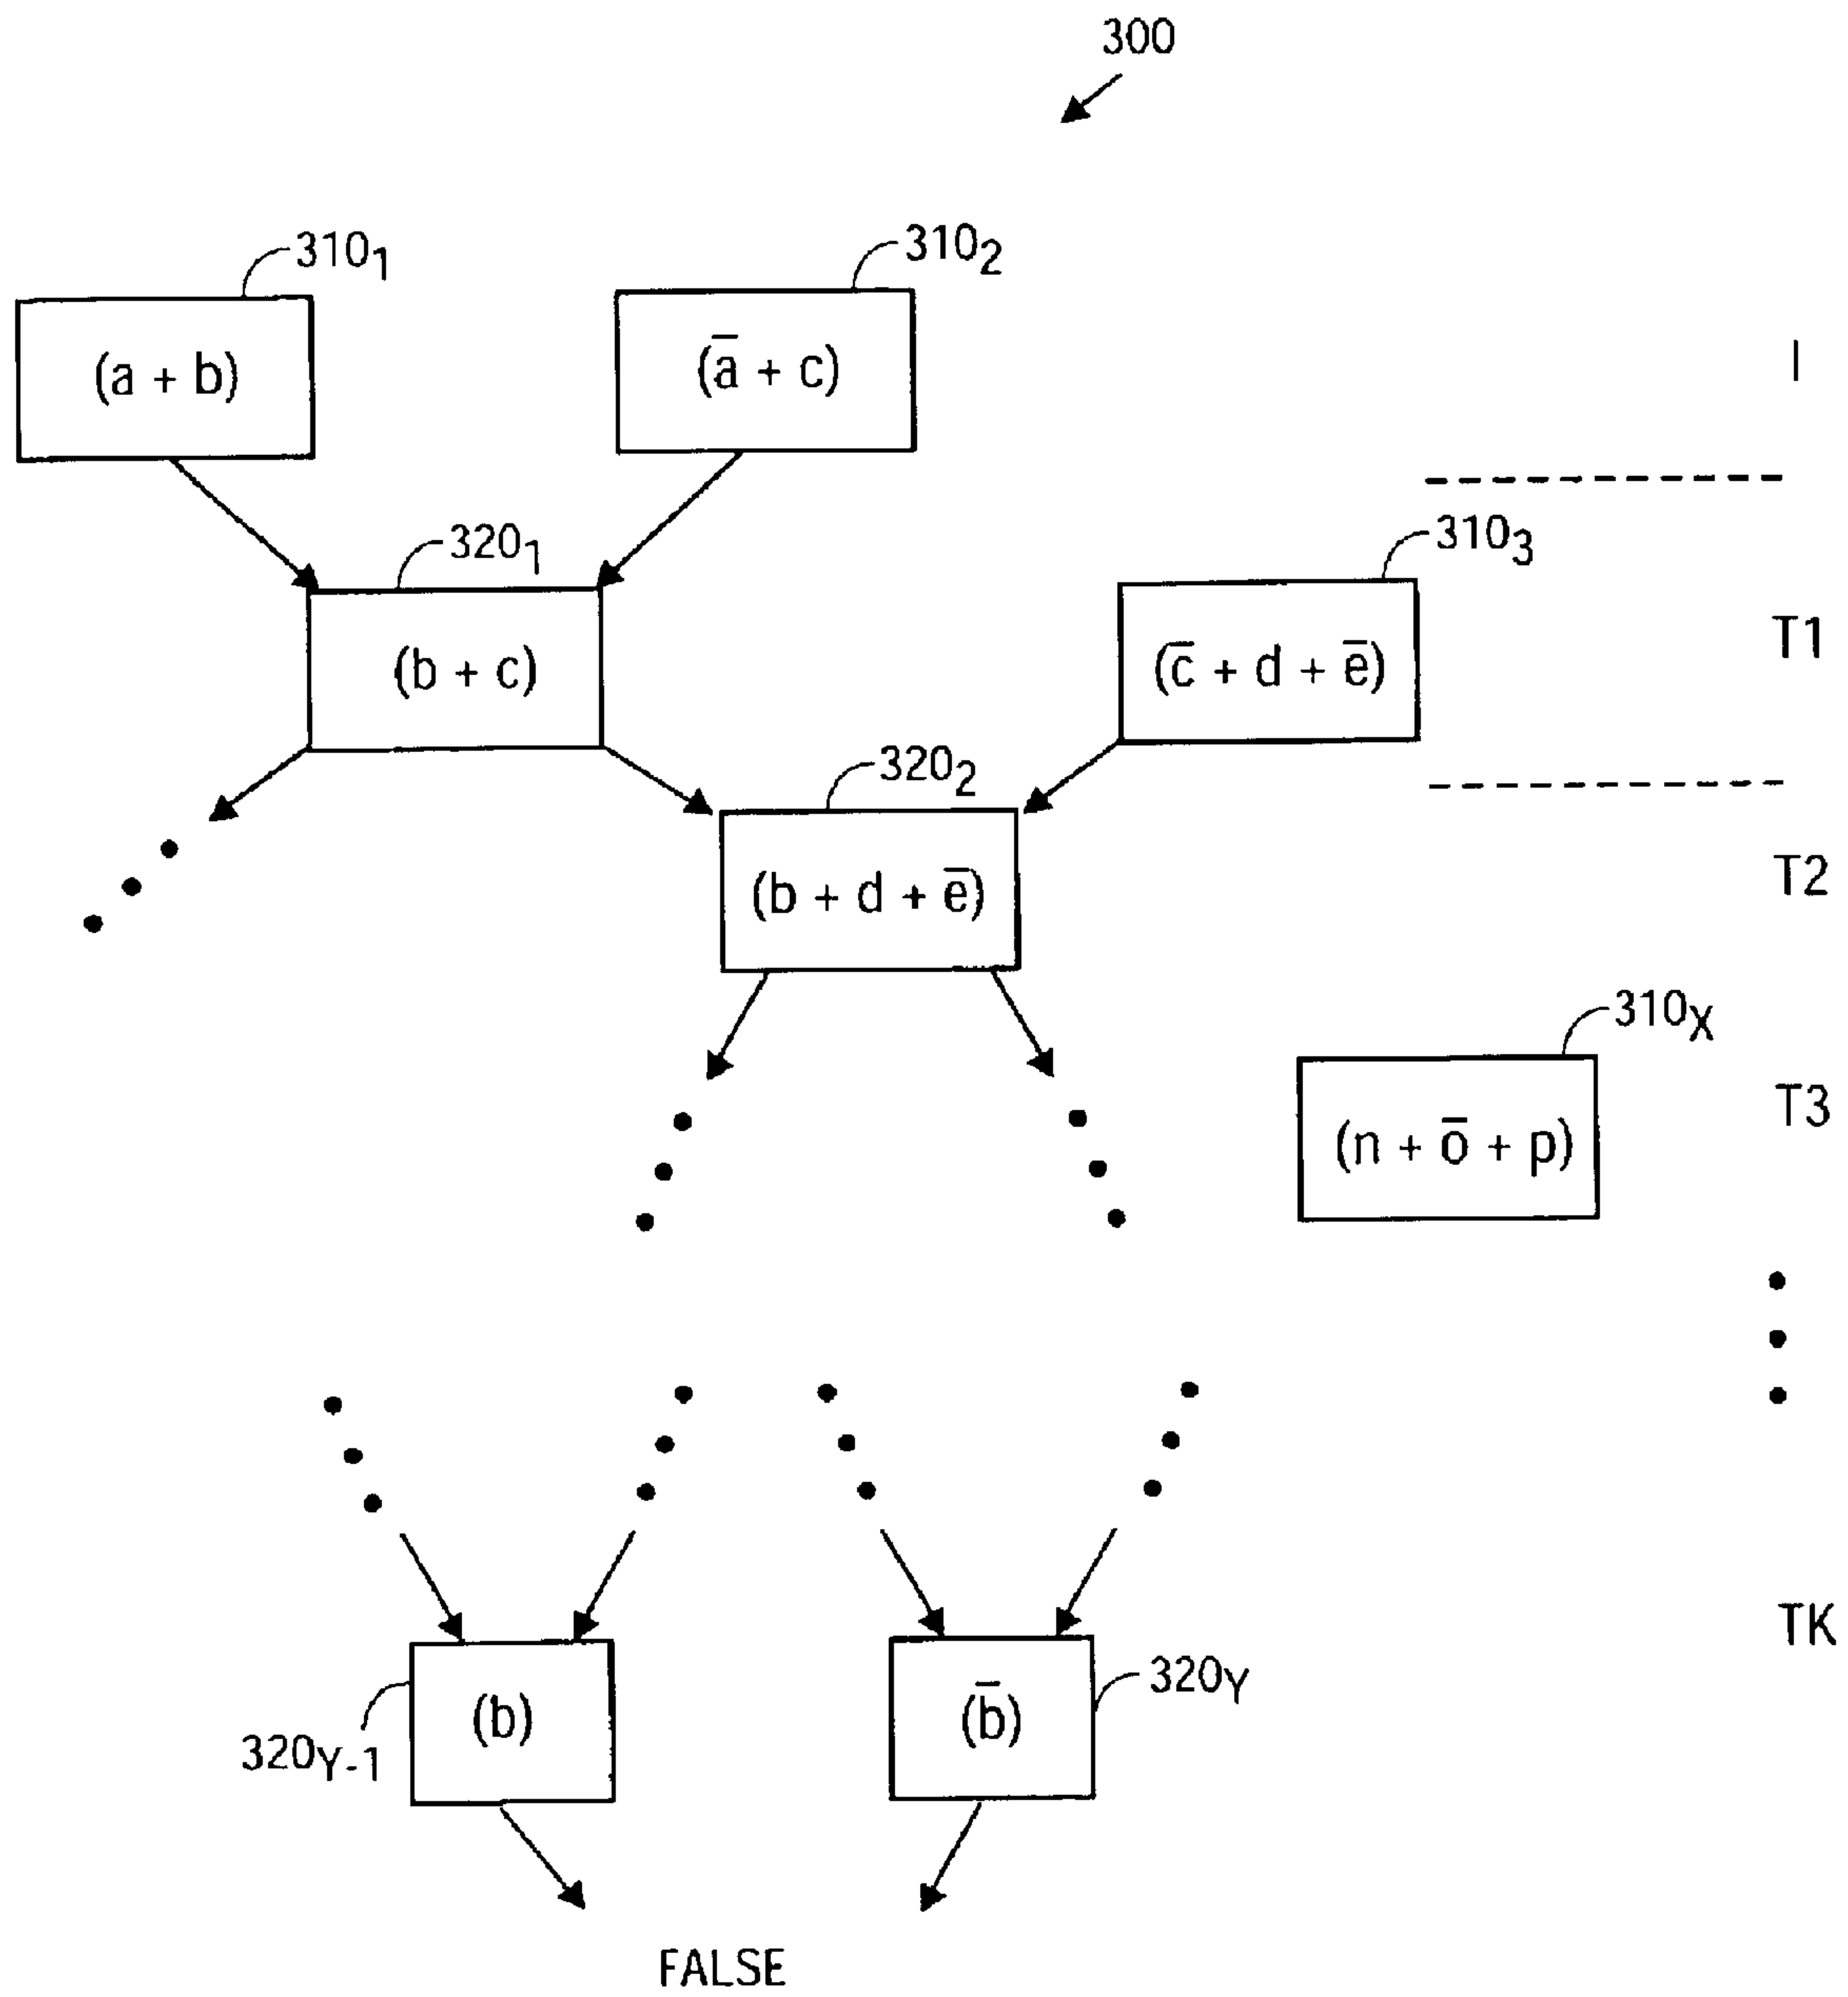 300
310₁
310₂
(a + b)
(a̅ + c)
I
320₁
310₃
(b + c)
(c̅ + d + e̅)
T1
320₂
(b + d + e̅)
T2
310X
(n + o̅ + p)
T3
TK
(b)
(b̅)
320Y
320Y-1
FALSE